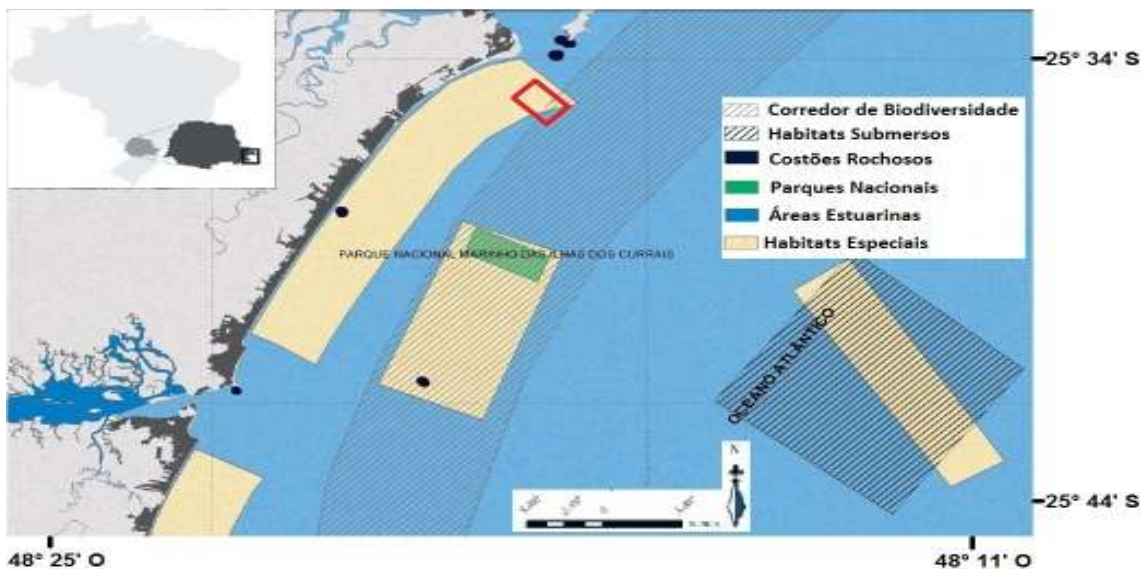 25° 34' S
Corredor de Biodiversidade
Habitats Submersos
Costões Rochosos
Parques Nacionais
Áreas Estuarinas
Habitats Especiais
PARQUE NACIONAL MARINHO DAS ILHAS DOS CURRAIS
OCEANO ATLÂNTICO
N
0
25° 44' S
48° 25' O
48° 11' O